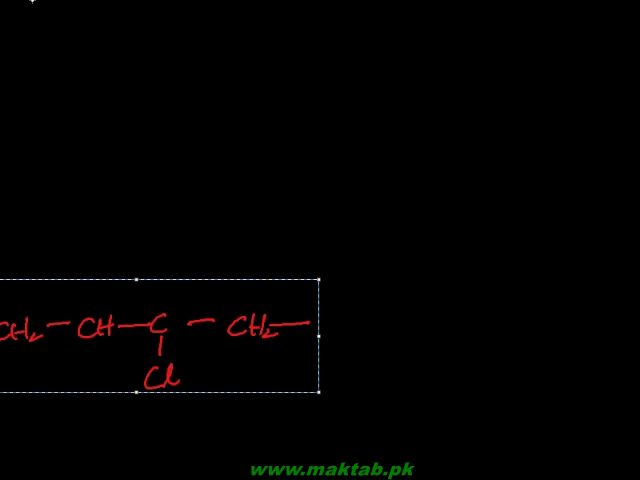 CH₂ — CH — C — CH₂ —
Cl
www.maktab.pk